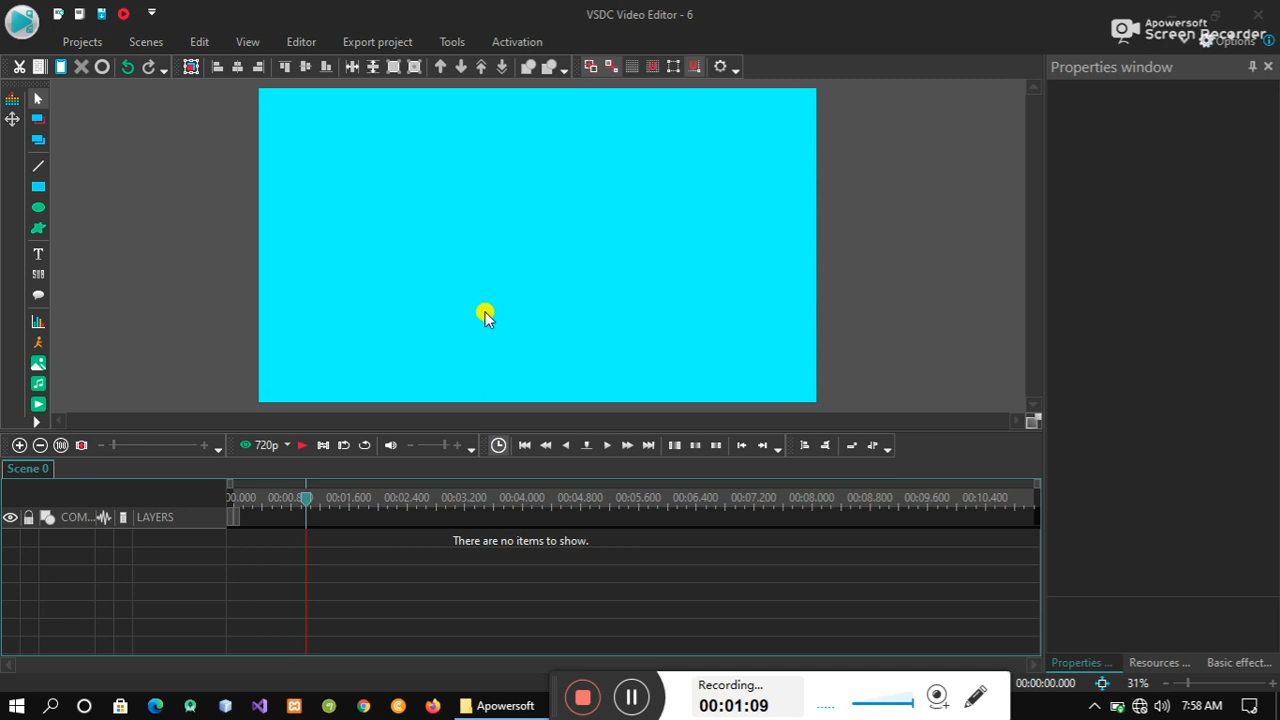 VSDC Video Editor - 6
Apowersoft
Screen Recorder
Projects
Scenes
Edit
View
Editor
Export project
Tools
Activation
Options
Properties window
T
720p
Scene 0
00:01.600
00:02.400
00:03.200
00:04.000
00:04.800
00:05.600
00:06.400
00:07.200
00:08.000
00:08.800
00:09.600
00:10.400
COM...
LAYERS
There are no items to show.
Properties ...
Resources ...
Basic effect...
00:00:00.000
31%
Recording...
00:01:09
Apowersoft
7:58 AM